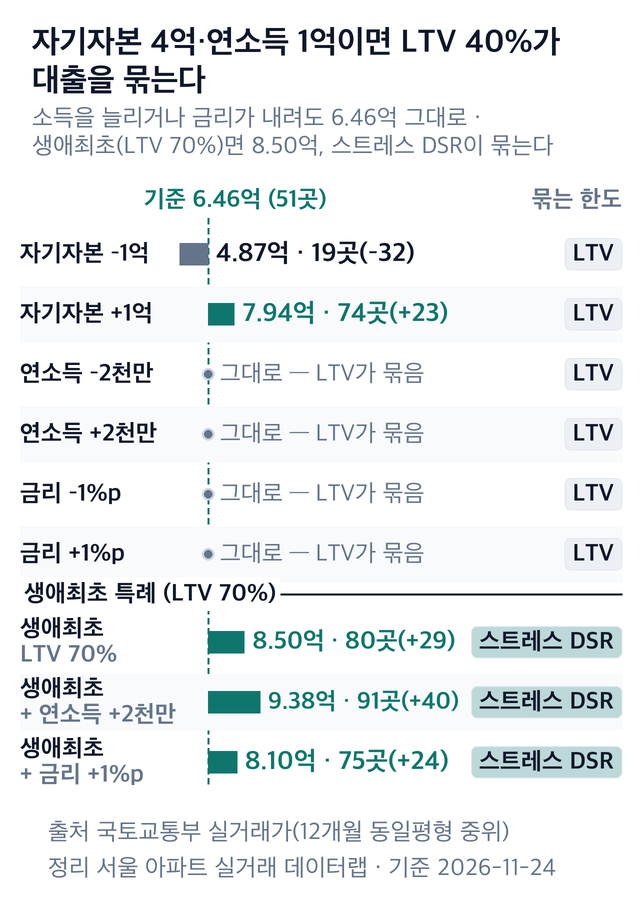 자기자본 4억·연소득 1억이면 LTV 40%가
대출을 묶는다
소득을 늘리거나 금리가 내려도 6.46억 그대로 ·
생애최초(LTV 70%)면 8.50억, 스트레스 DSR이 묶는다
기준 6.46억 (51곳) 묶는 한도
자기자본 -1억 4.87억 · 19곳(-32) LTV
자기자본 +1억 7.94억 · 74곳(+23) LTV
연소득 -2천만 그대로 — LTV가 묶음 LTV
연소득 +2천만 그대로 — LTV가 묶음 LTV
금리 -1%p 그대로 — LTV가 묶음 LTV
금리 +1%p 그대로 — LTV가 묶음 LTV
생애최초 특례 (LTV 70%)
생애최초
LTV 70% 8.50억 · 80곳(+29) 스트레스 DSR
생애최초
+ 연소득 +2천만 9.38억 · 91곳(+40) 스트레스 DSR
생애최초
+ 금리 +1%p 8.10억 · 75곳(+24) 스트레스 DSR
출처 국토교통부 실거래가(12개월 동일평형 중위)
정리 서울 아파트 실거래 데이터랩 · 기준 2026-11-24